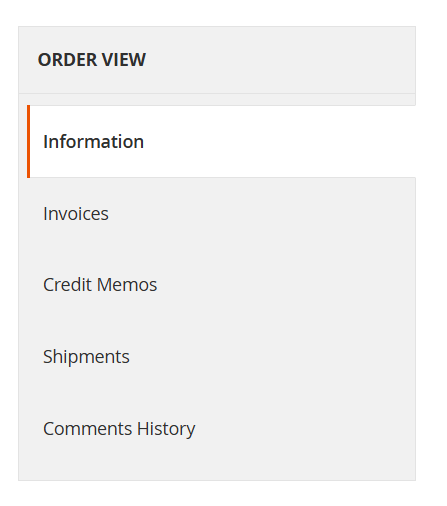 ORDER VIEW
Information
Invoices
Credit Memos
Shipments
Comments History